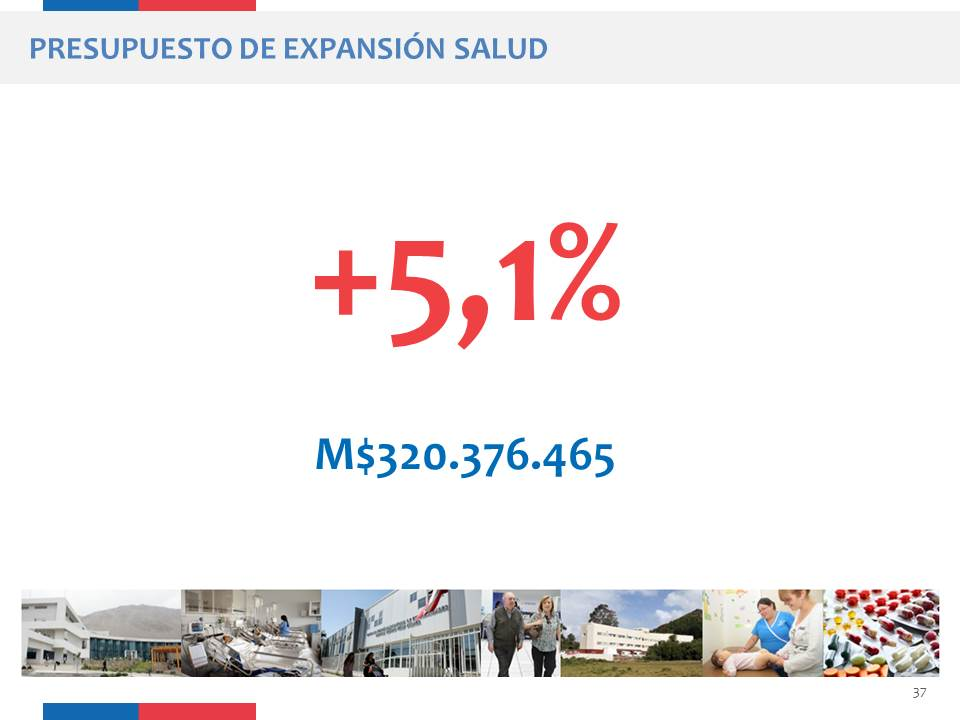 PRESUPUESTO DE EXPANSIÓN SALUD
+5,1%
M$320.376.465
37